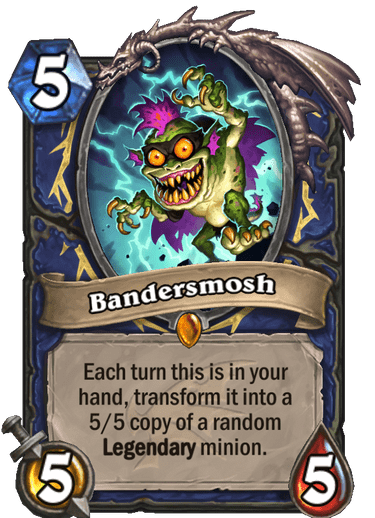 5
Bandersmosh
Each turn this is in your
hand, transform it into a
5/5 copy of a random
Legendary minion.
5
5